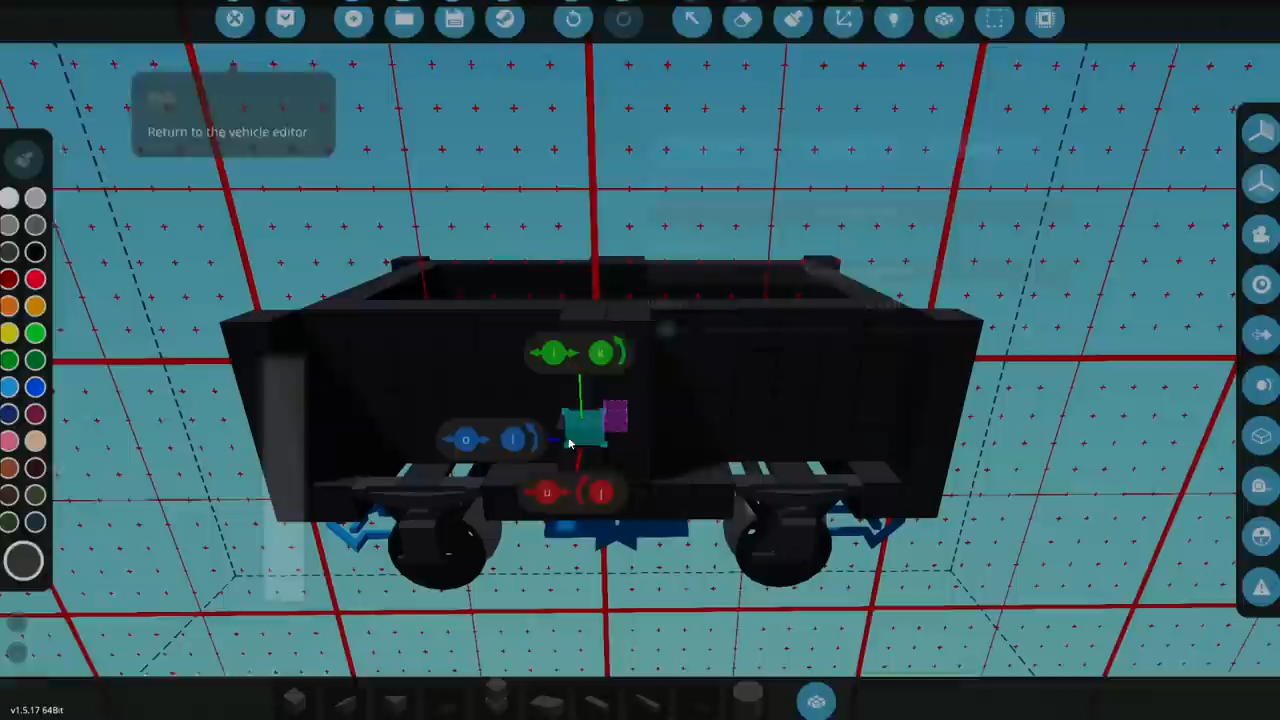 Return to the vehicle editor
i k
o l
u j
v1.5.17 64Bit